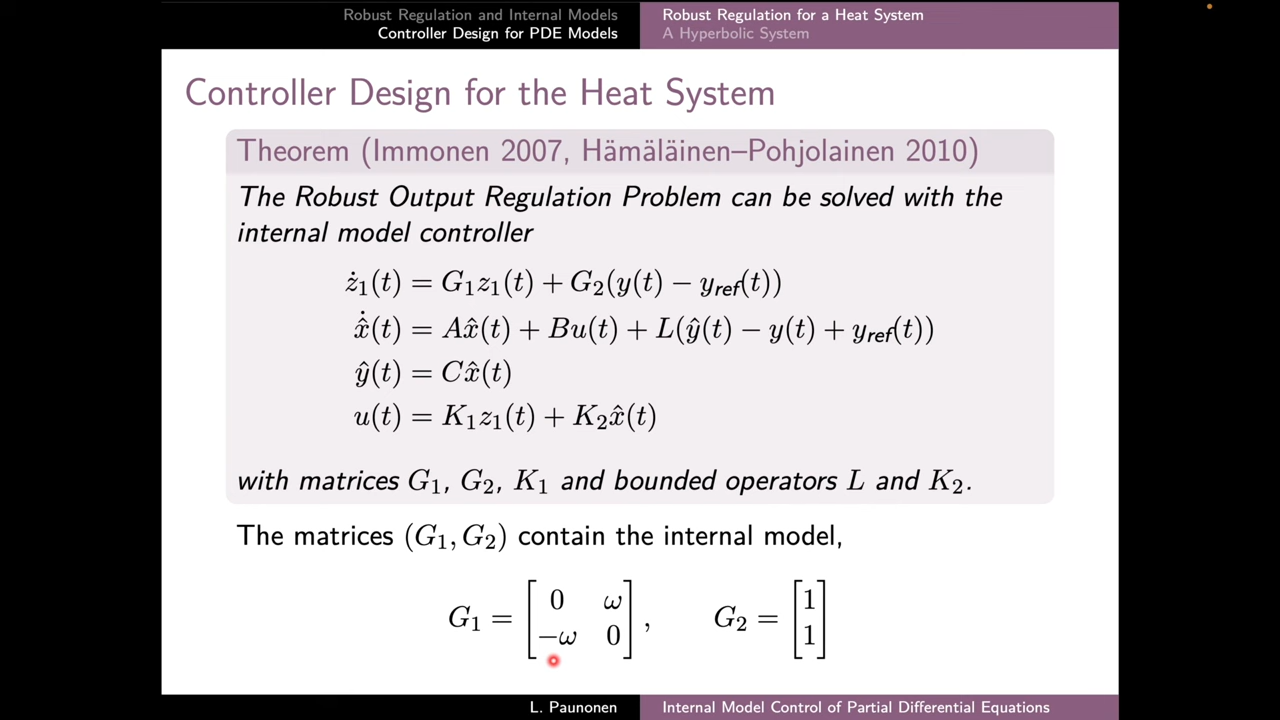 Robust Regulation and Internal Models
Controller Design for PDE Models
Robust Regulation for a Heat System
A Hyperbolic System
Controller Design for the Heat System
Theorem (Immonen 2007, Hämäläinen–Pohjolainen 2010)
The Robust Output Regulation Problem can be solved with the
internal model controller
ż₁(t) = G₁z₁(t) + G₂(y(t) − y_ref(t))
x̂̇(t) = Ax̂(t) + Bu(t) + L(ŷ(t) − y(t) + y_ref(t))
ŷ(t) = Cx̂(t)
u(t) = K₁z₁(t) + K₂x̂(t)
with matrices G₁, G₂, K₁ and bounded operators L and K₂.
The matrices (G₁, G₂) contain the internal model,
G₁ = [0 ω; −ω 0], G₂ = [1; 1]
L. Paunonen
Internal Model Control of Partial Differential Equations